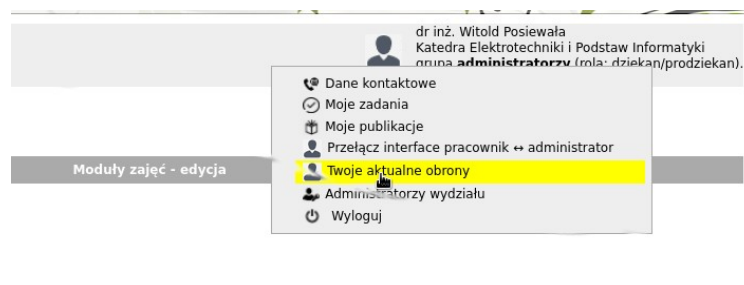 dr inż. Witold Posiewała
Katedra Elektrotechniki i Podstaw Informatyki
grupa administratorzy (rola: dziekan/prodziekan).
Dane kontaktowe
Moje zadania
Moje publikacje
Przełącz interface pracownik ↔ administrator
Moduły zajęć - edycja
Twoje aktualne obrony
Administratorzy wydziału
Wyloguj